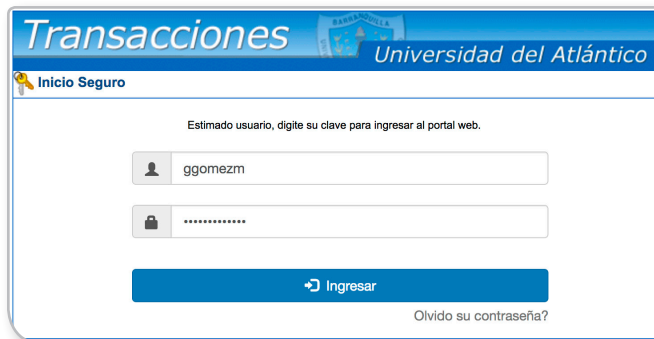 Transacciones
BARRANQUILLA
Universidad del Atlántico
Inicio Seguro
Estimado usuario, digite su clave para ingresar al portal web.
ggomezm
•••••••••••••
Ingresar
Olvido su contraseña?